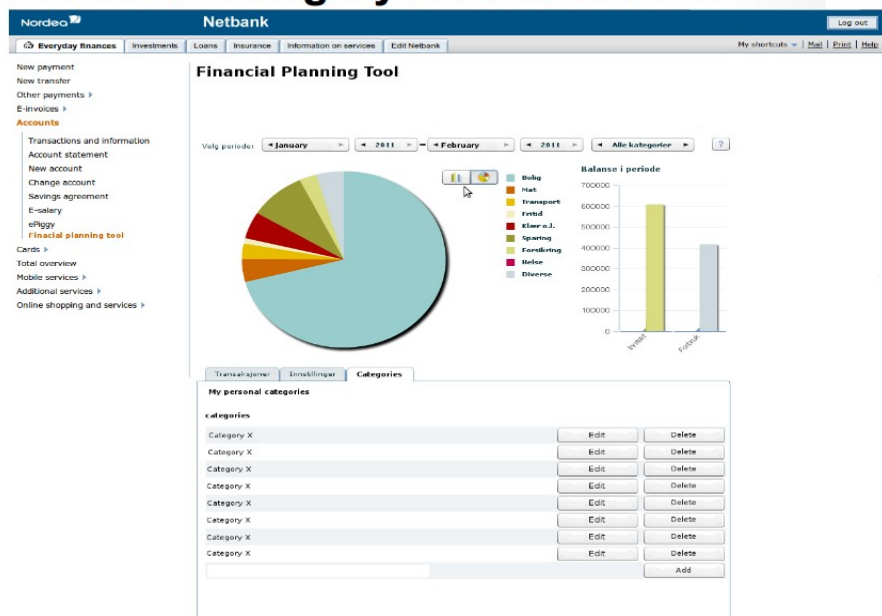 Nordea Netbank Log out
Everyday finances Investments Loans Insurance Information on services Edit Netbank My shortcuts | Mail | Print | Help
New payment
New transfer
Other payments
E-invoices
Accounts
Transactions and information
Account statement
New account
Change account
Savings agreement
E-salary
ePiggy
Finacial planning tool
Cards
Total overview
Mobile services
Additional services
Online shopping and services
Financial Planning Tool
Velg periode: January 2011 – February 2011 Alle kategorier ?
Bolig
Mat
Transport
Fritid
Klær o.l.
Sparing
Forsikring
Helse
Diverse
Balanse i periode
700000
600000
500000
400000
300000
200000
100000
0
Inntekt Forbruk
Transaksjoner Innstillinger Categories
My personal categories
categories
Category X Edit Delete
Category X Edit Delete
Category X Edit Delete
Category X Edit Delete
Category X Edit Delete
Category X Edit Delete
Category X Edit Delete
Category X Edit Delete
Add